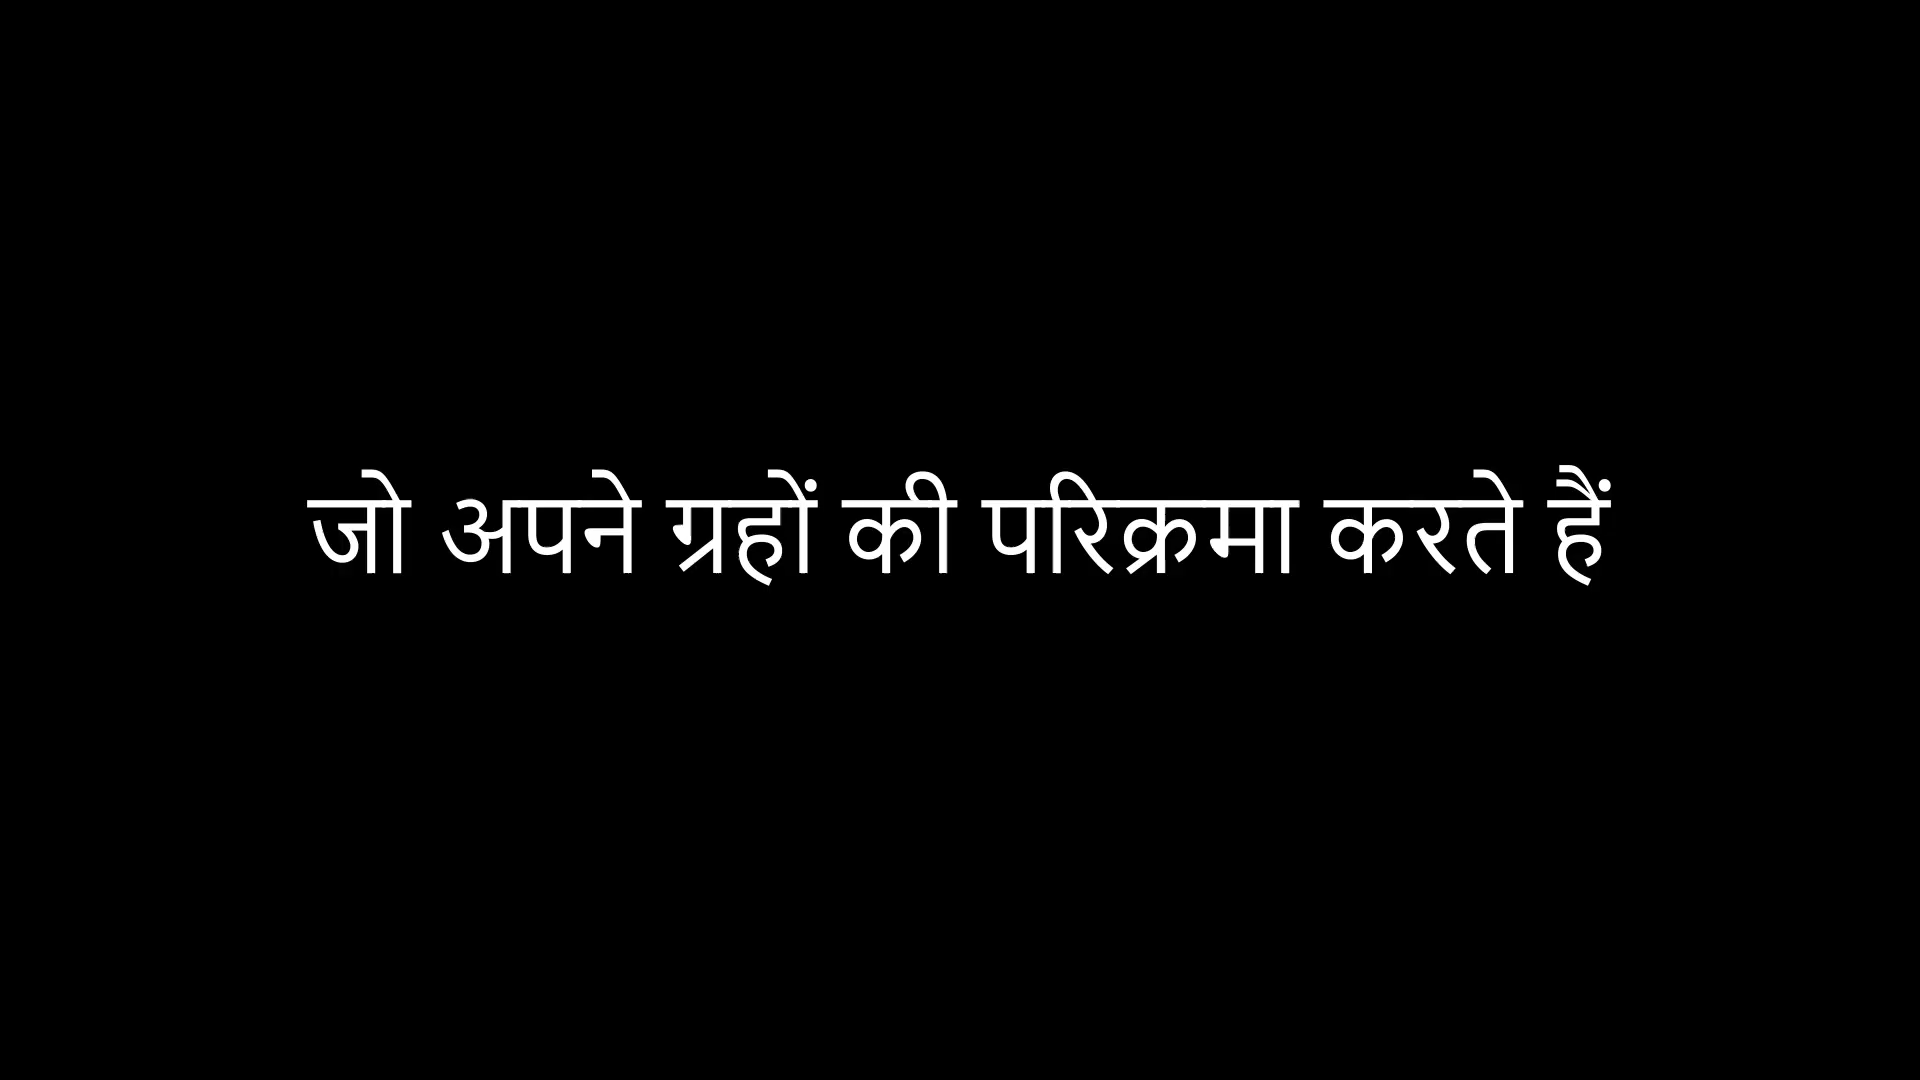 जो अपने ग्रहों की परिक्रमा करते हैं